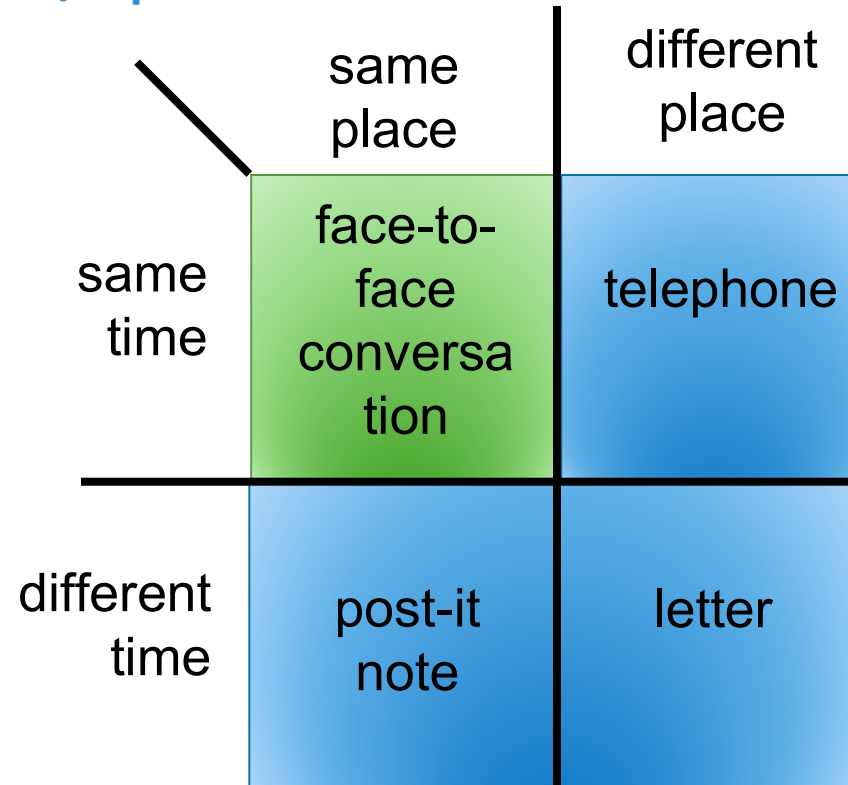 same
place
different
place
same
time
face-to-
face
conversa
tion
telephone
different
time
post-it
note
letter